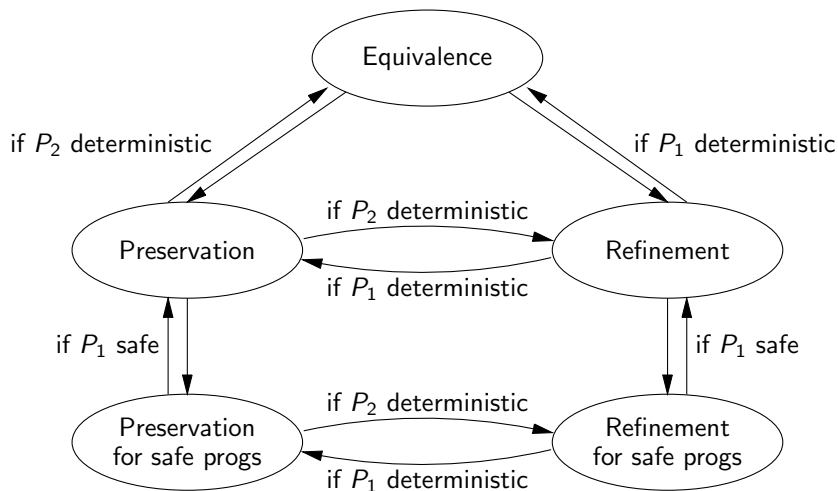 Equivalence
if P₂ deterministic
if P₁ deterministic
if P₂ deterministic
Preservation
Refinement
if P₁ deterministic
if P₁ safe
if P₁ safe
if P₂ deterministic
Preservation
for safe progs
Refinement
for safe progs
if P₁ deterministic